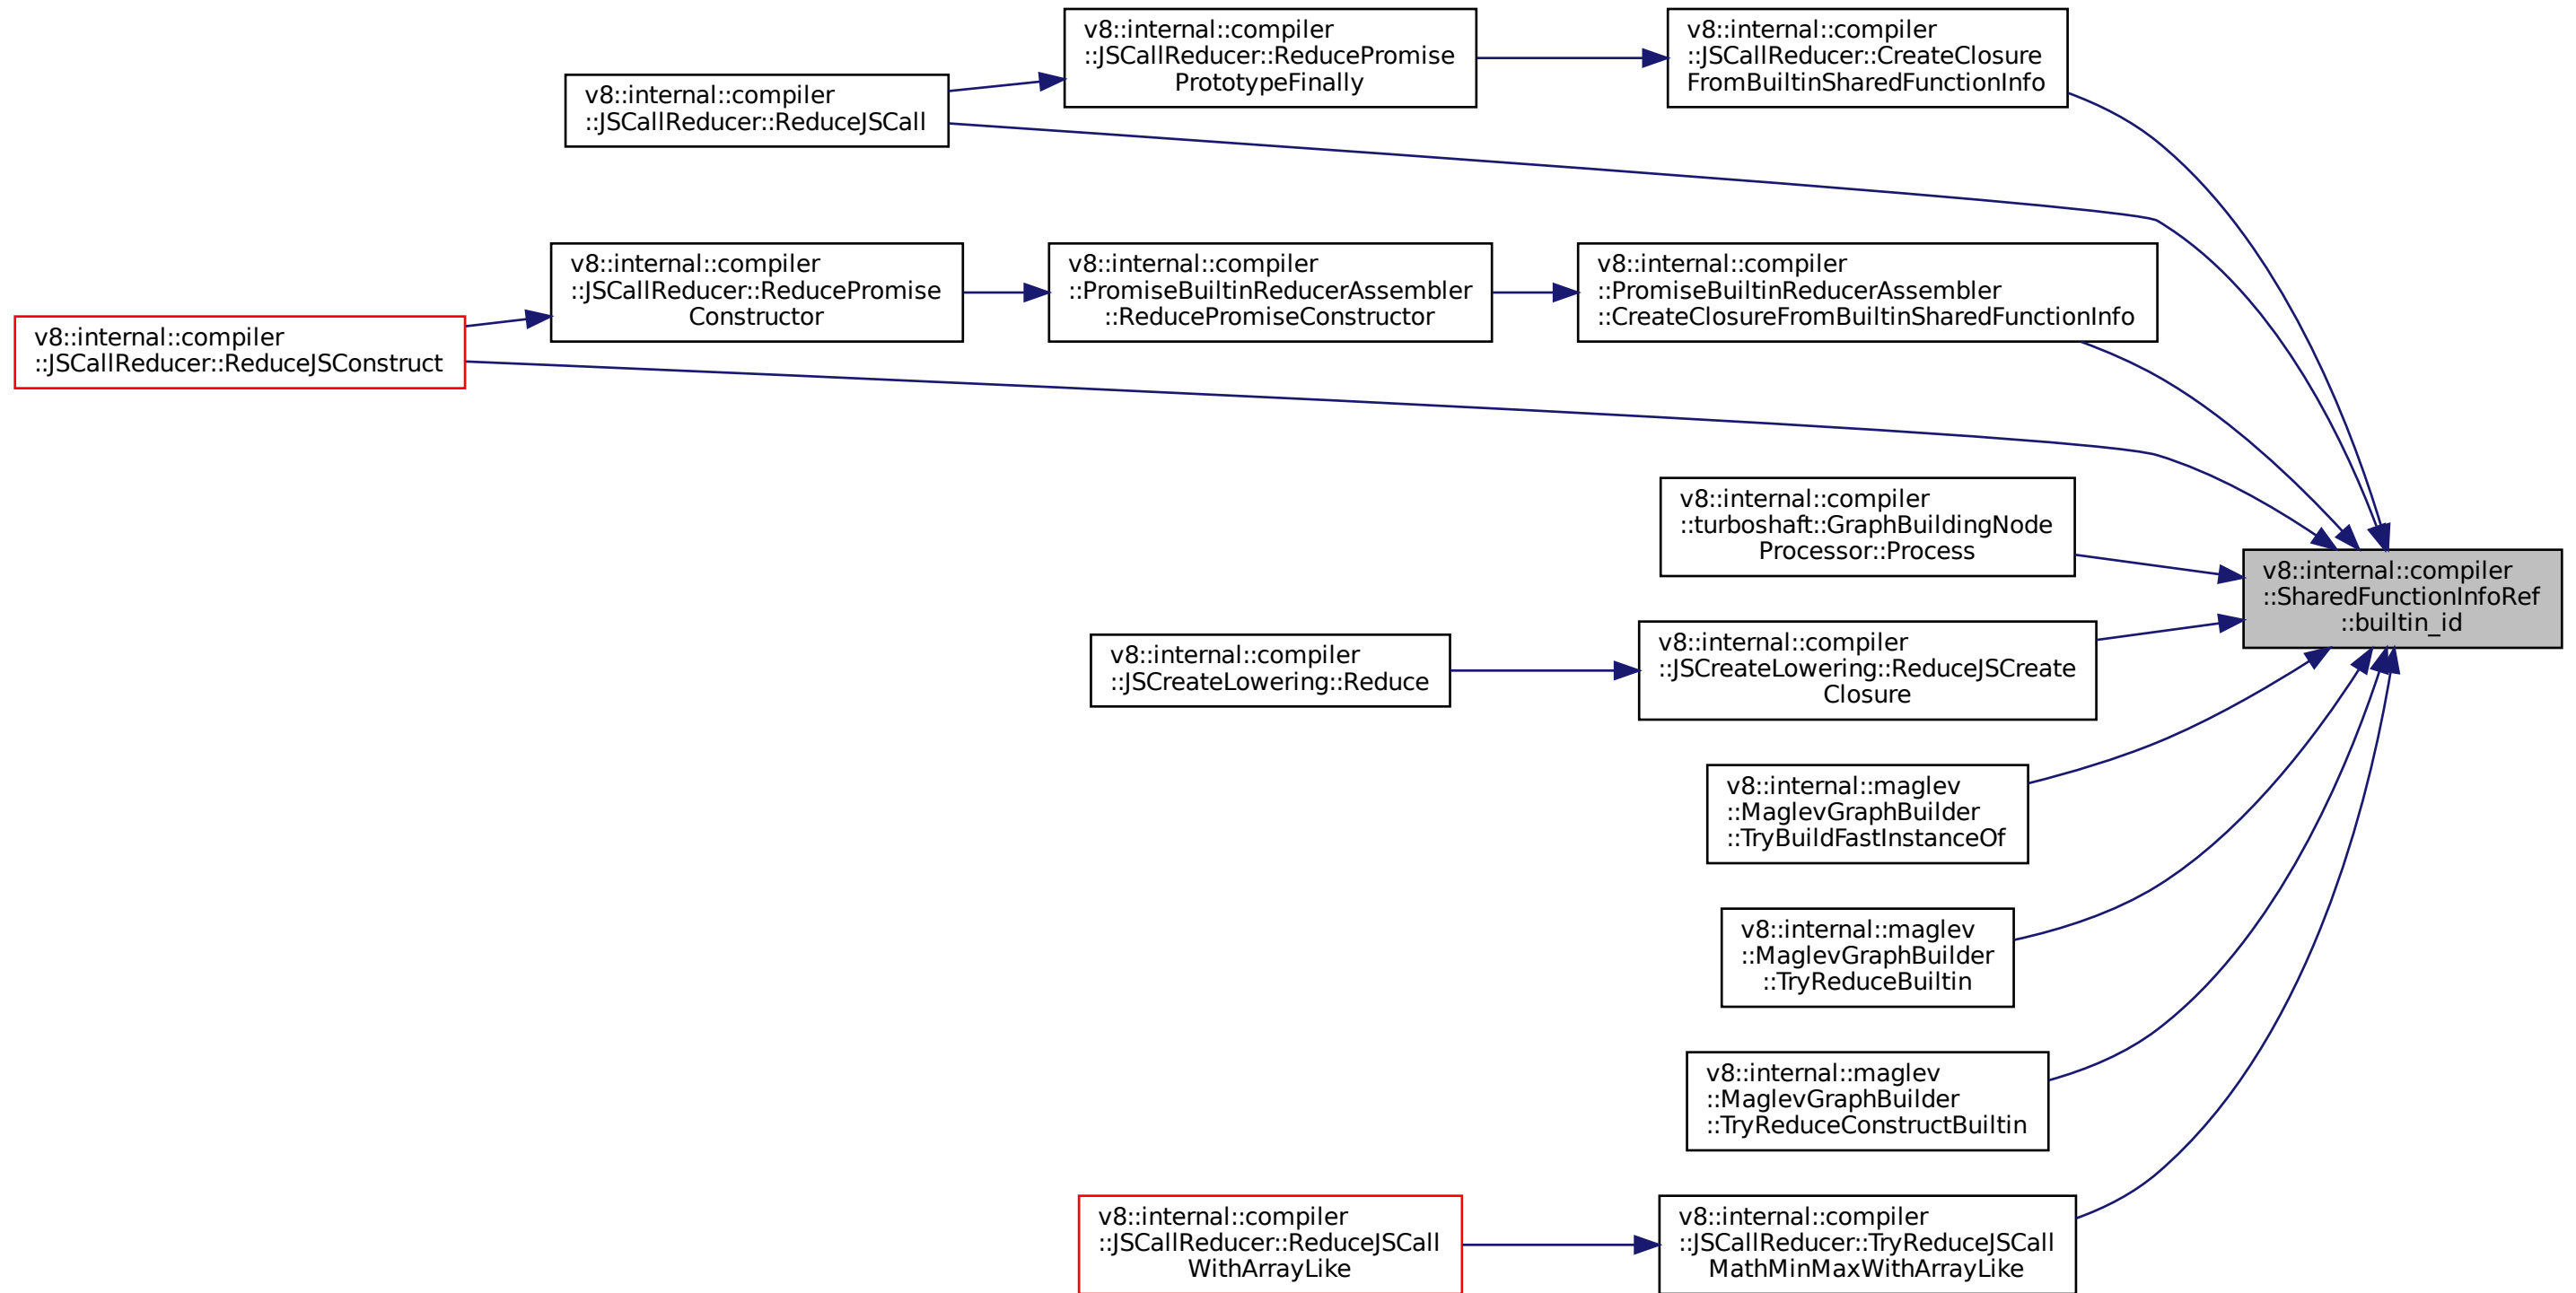 v8::internal::compiler
::JSCallReducer::ReducePromise
PrototypeFinally
v8::internal::compiler
::JSCallReducer::CreateClosure
FromBuiltinSharedFunctionInfo
v8::internal::compiler
::JSCallReducer::ReduceJSCall
v8::internal::compiler
::JSCallReducer::ReducePromise
Constructor
v8::internal::compiler
::PromiseBuiltinReducerAssembler
::ReducePromiseConstructor
v8::internal::compiler
::PromiseBuiltinReducerAssembler
::CreateClosureFromBuiltinSharedFunctionInfo
v8::internal::compiler
::JSCallReducer::ReduceJSConstruct
v8::internal::compiler
::turboshaft::GraphBuildingNode
Processor::Process
v8::internal::compiler
::SharedFunctionInfoRef
::builtin_id
v8::internal::compiler
::JSCreateLowering::Reduce
v8::internal::compiler
::JSCreateLowering::ReduceJSCreate
Closure
v8::internal::maglev
::MaglevGraphBuilder
::TryBuildFastInstanceOf
v8::internal::maglev
::MaglevGraphBuilder
::TryReduceBuiltin
v8::internal::maglev
::MaglevGraphBuilder
::TryReduceConstructBuiltin
v8::internal::compiler
::JSCallReducer::ReduceJSCall
WithArrayLike
v8::internal::compiler
::JSCallReducer::TryReduceJSCall
MathMinMaxWithArrayLike